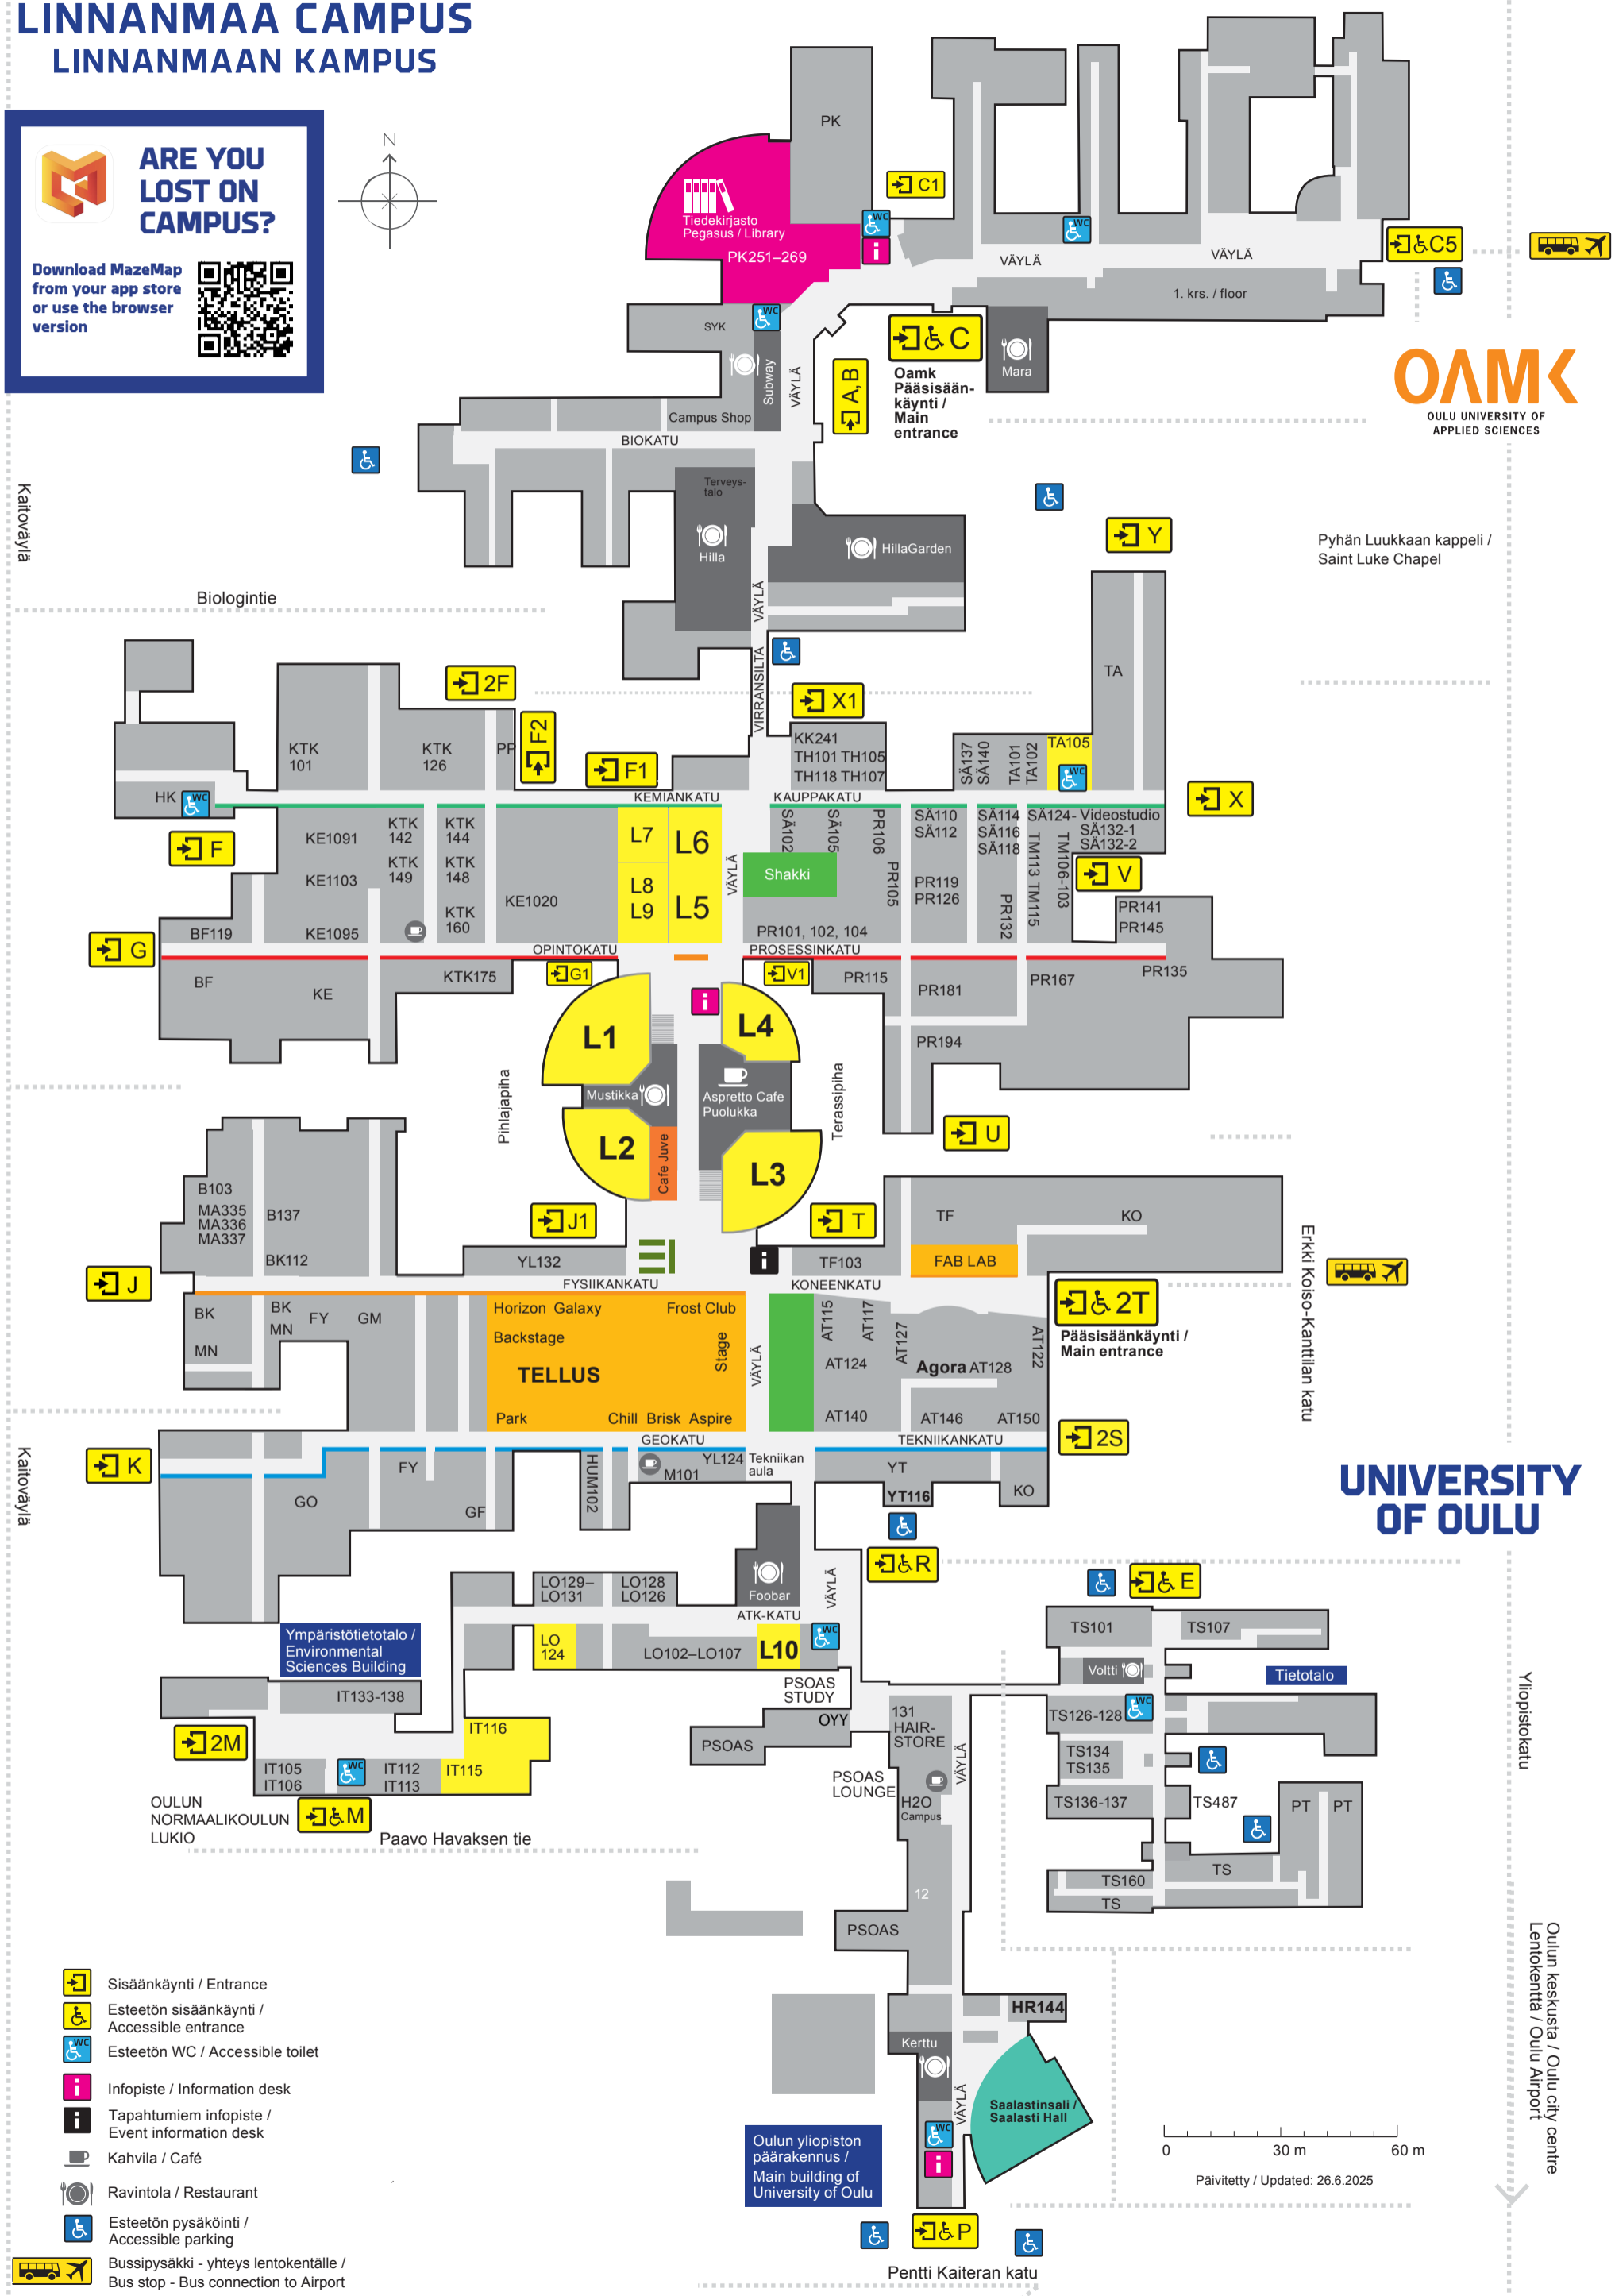 LINNANMAA CAMPUS
LINNANMAAN KAMPUS
ARE YOU
LOST ON
CAMPUS?
Download MazeMap
from your app store
or use the browser
version
N
PK
Tiedekirjasto
Pegasus / Library
PK251–269
WC
i
C1
WC
VÄYLÄ
VÄYLÄ
C5
1. krs. / floor
SYK
WC
Subway
VÄYLÄ
A, B
C
Oamk
Pääsisään-
käynti /
Main
entrance
Mara
OAMK
OULU UNIVERSITY OF
APPLIED SCIENCES
Campus Shop
BIOKATU
Kaitoväylä
Terveys-
talo
Hilla
HillaGarden
VÄYLÄ
Y
Pyhän Luukkaan kappeli /
Saint Luke Chapel
Biologintie
VIRRANSILTA
2F
F2
F1
X1
TA
KTK
101
KTK
126
PP
KK241
TH101 TH105
TH118 TH107
SÄ137
SÄ140
TA101
TA102
TA105
WC
HK
WC
KEMIANKATU
KAUPPAKATU
X
F
KE1091
KTK
142
KTK
144
L7
L6
SÄ102
SÄ105
PR106
SÄ110
SÄ112
SÄ114
SÄ116
SÄ118
SÄ124- Videostudio
SÄ132-1
SÄ132-2
TM113
TM115
TM106-103
KE1103
KTK
149
KTK
148
L8
L9
L5
VÄYLÄ
Shakki
PR105
PR119
PR126
PR132
V
KE1020
KTK
160
KE1095
BF119
G
PR101, 102, 104
PR141
PR145
OPINTOKATU
PROSESSINKATU
BF
KE
KTK175
G1
V1
PR115
PR181
PR167
PR135
i
L1
L4
PR194
Pihlajapiha
Mustikka
Aspretto Cafe
Puolukka
Terassipiha
L2
Cafe Juve
L3
U
B103
MA335
MA336
MA337
B137
BK112
J1
T
TF
KO
YL132
i
TF103
FAB LAB
Erkki Koiso-Kanttilan katu
J
FYSIIKANKATU
KONEENKATU
BK
MN
BK
MN
FY
GM
Horizon Galaxy
Frost Club
Backstage
Stage
TELLUS
Park
Chill Brisk Aspire
VÄYLÄ
AT115
AT117
AT127
AT122
AT124
Agora AT128
AT140
AT146
AT150
2T
Pääsisäänkäynti /
Main entrance
2S
GEOKATU
TEKNIIKANKATU
Kaitoväylä
K
FY
GO
GF
HUM102
M101
YL124
Tekniikan
aula
YT
YT116
KO
UNIVERSITY
OF OULU
R
Foobar
VÄYLÄ
E
LO129–
LO131
LO128
LO126
ATK-KATU
LO
124
LO102–LO107
L10
WC
Ympäristötietotalo /
Environmental
Sciences Building
TS101
TS107
Voltti
Tietotalo
IT133-138
PSOAS
STUDY
OYY
PSOAS
131
HAIR-
STORE
TS126-128
WC
Yliopistokatu
2M
IT116
IT105
IT106
WC
IT112
IT113
IT115
VÄYLÄ
TS134
TS135
PSOAS
LOUNGE
H2O
Campus
TS136-137
TS487
PT
PT
OULUN
NORMAALIKOULUN
LUKIO
M
Paavo Havaksen tie
TS
TS160
TS
12
PSOAS
Oulun keskusta / Oulu city centre
Lentokenttä / Oulu Airport
Sisäänkäynti / Entrance
Esteetön sisäänkäynti /
Accessible entrance
WC
Esteetön WC / Accessible toilet
i
Infopiste / Information desk
i
Tapahtumiem infopiste /
Event information desk
Kahvila / Café
Ravintola / Restaurant
Esteetön pysäköinti /
Accessible parking
Bussipysäkki - yhteys lentokentälle /
Bus stop - Bus connection to Airport
HR144
Kerttu
VÄYLÄ
Saalastinsali /
Saalasti Hall
WC
i
Oulun yliopiston
päärakennus /
Main building of
University of Oulu
0
30 m
60 m
Päivitetty / Updated: 26.6.2025
P
Pentti Kaiteran katu